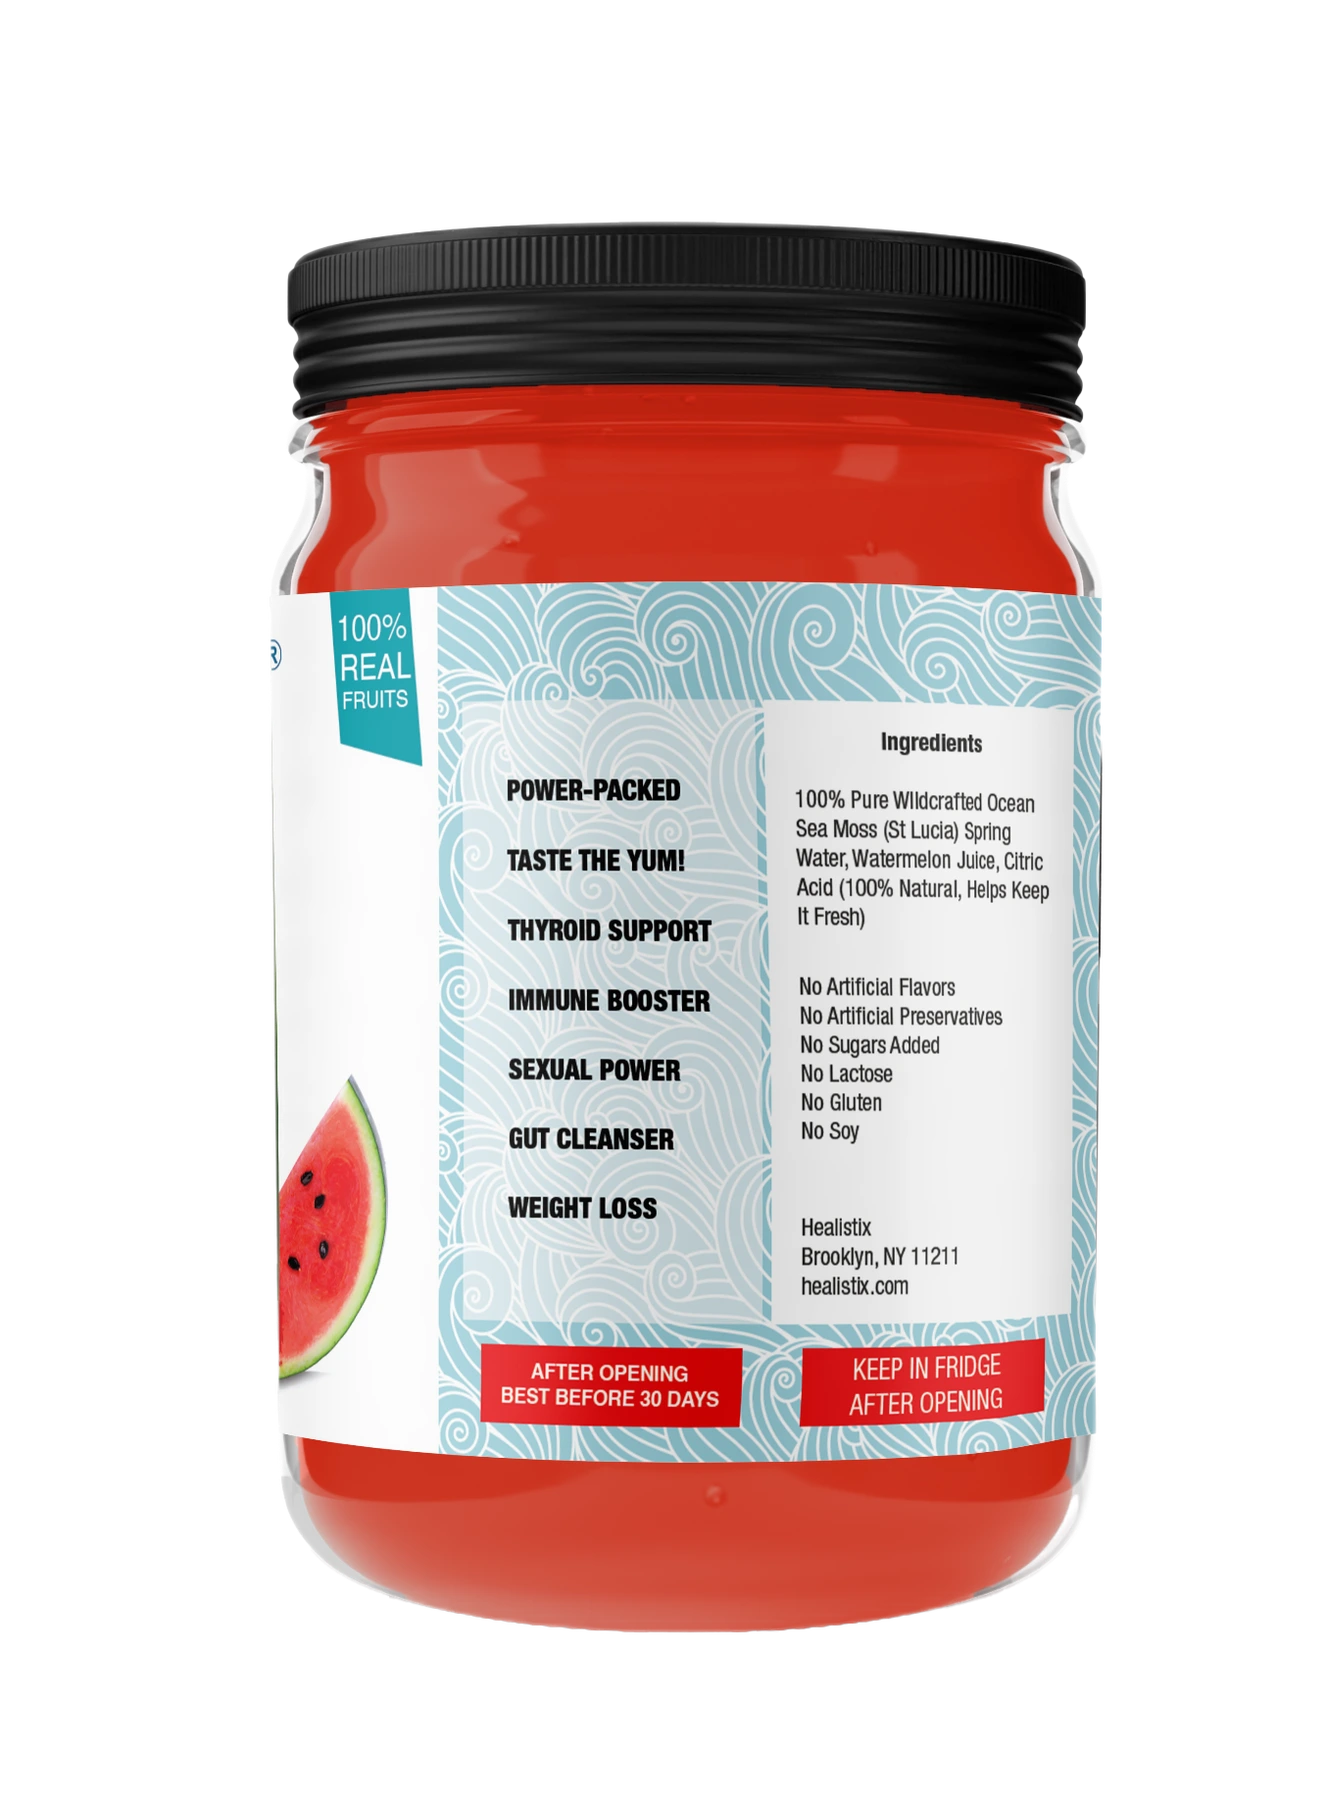 ®
100%
REAL
FRUITS
POWER-PACKED
TASTE THE YUM!
THYROID SUPPORT
IMMUNE BOOSTER
SEXUAL POWER
GUT CLEANSER
WEIGHT LOSS
AFTER OPENING
BEST BEFORE 30 DAYS
Ingredients
100% Pure WIldcrafted Ocean
Sea Moss (St Lucia) Spring
Water, Watermelon Juice, Citric
Acid (100% Natural, Helps Keep
It Fresh)
No Artificial Flavors
No Artificial Preservatives
No Sugars Added
No Lactose
No Gluten
No Soy
Healistix
Brooklyn, NY 11211
healistix.com
KEEP IN FRIDGE
AFTER OPENING